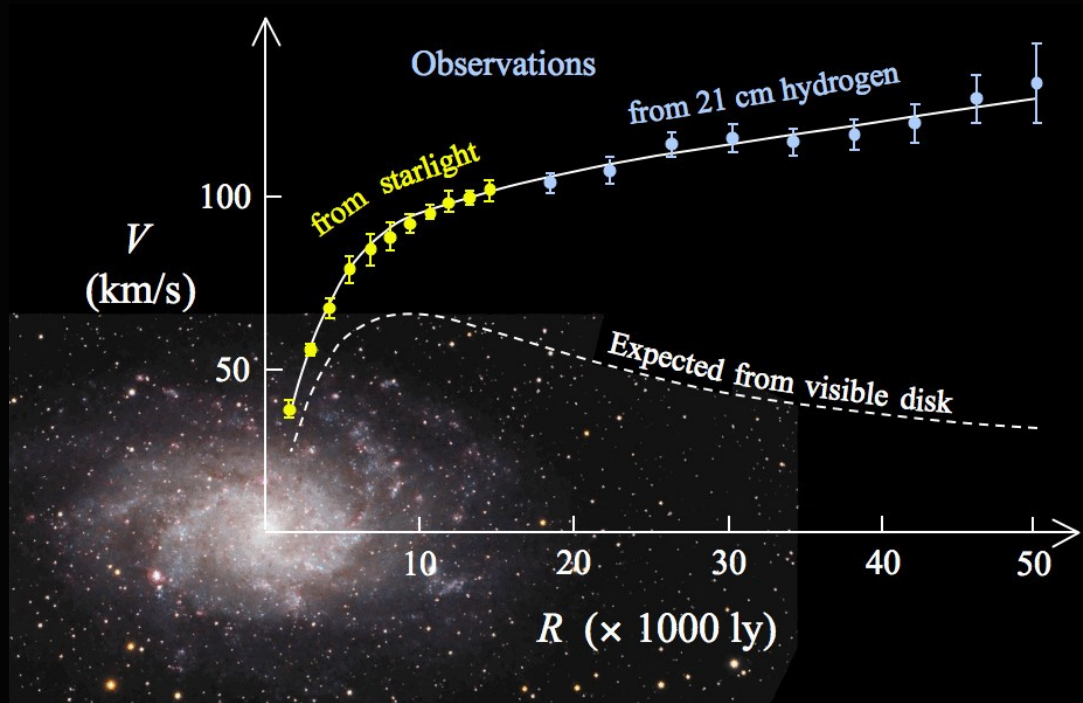 Observations
from 21 cm hydrogen
from starlight
100
V
(km/s)
50
Expected from visible disk
10
20
30
40
50
R (× 1000 ly)